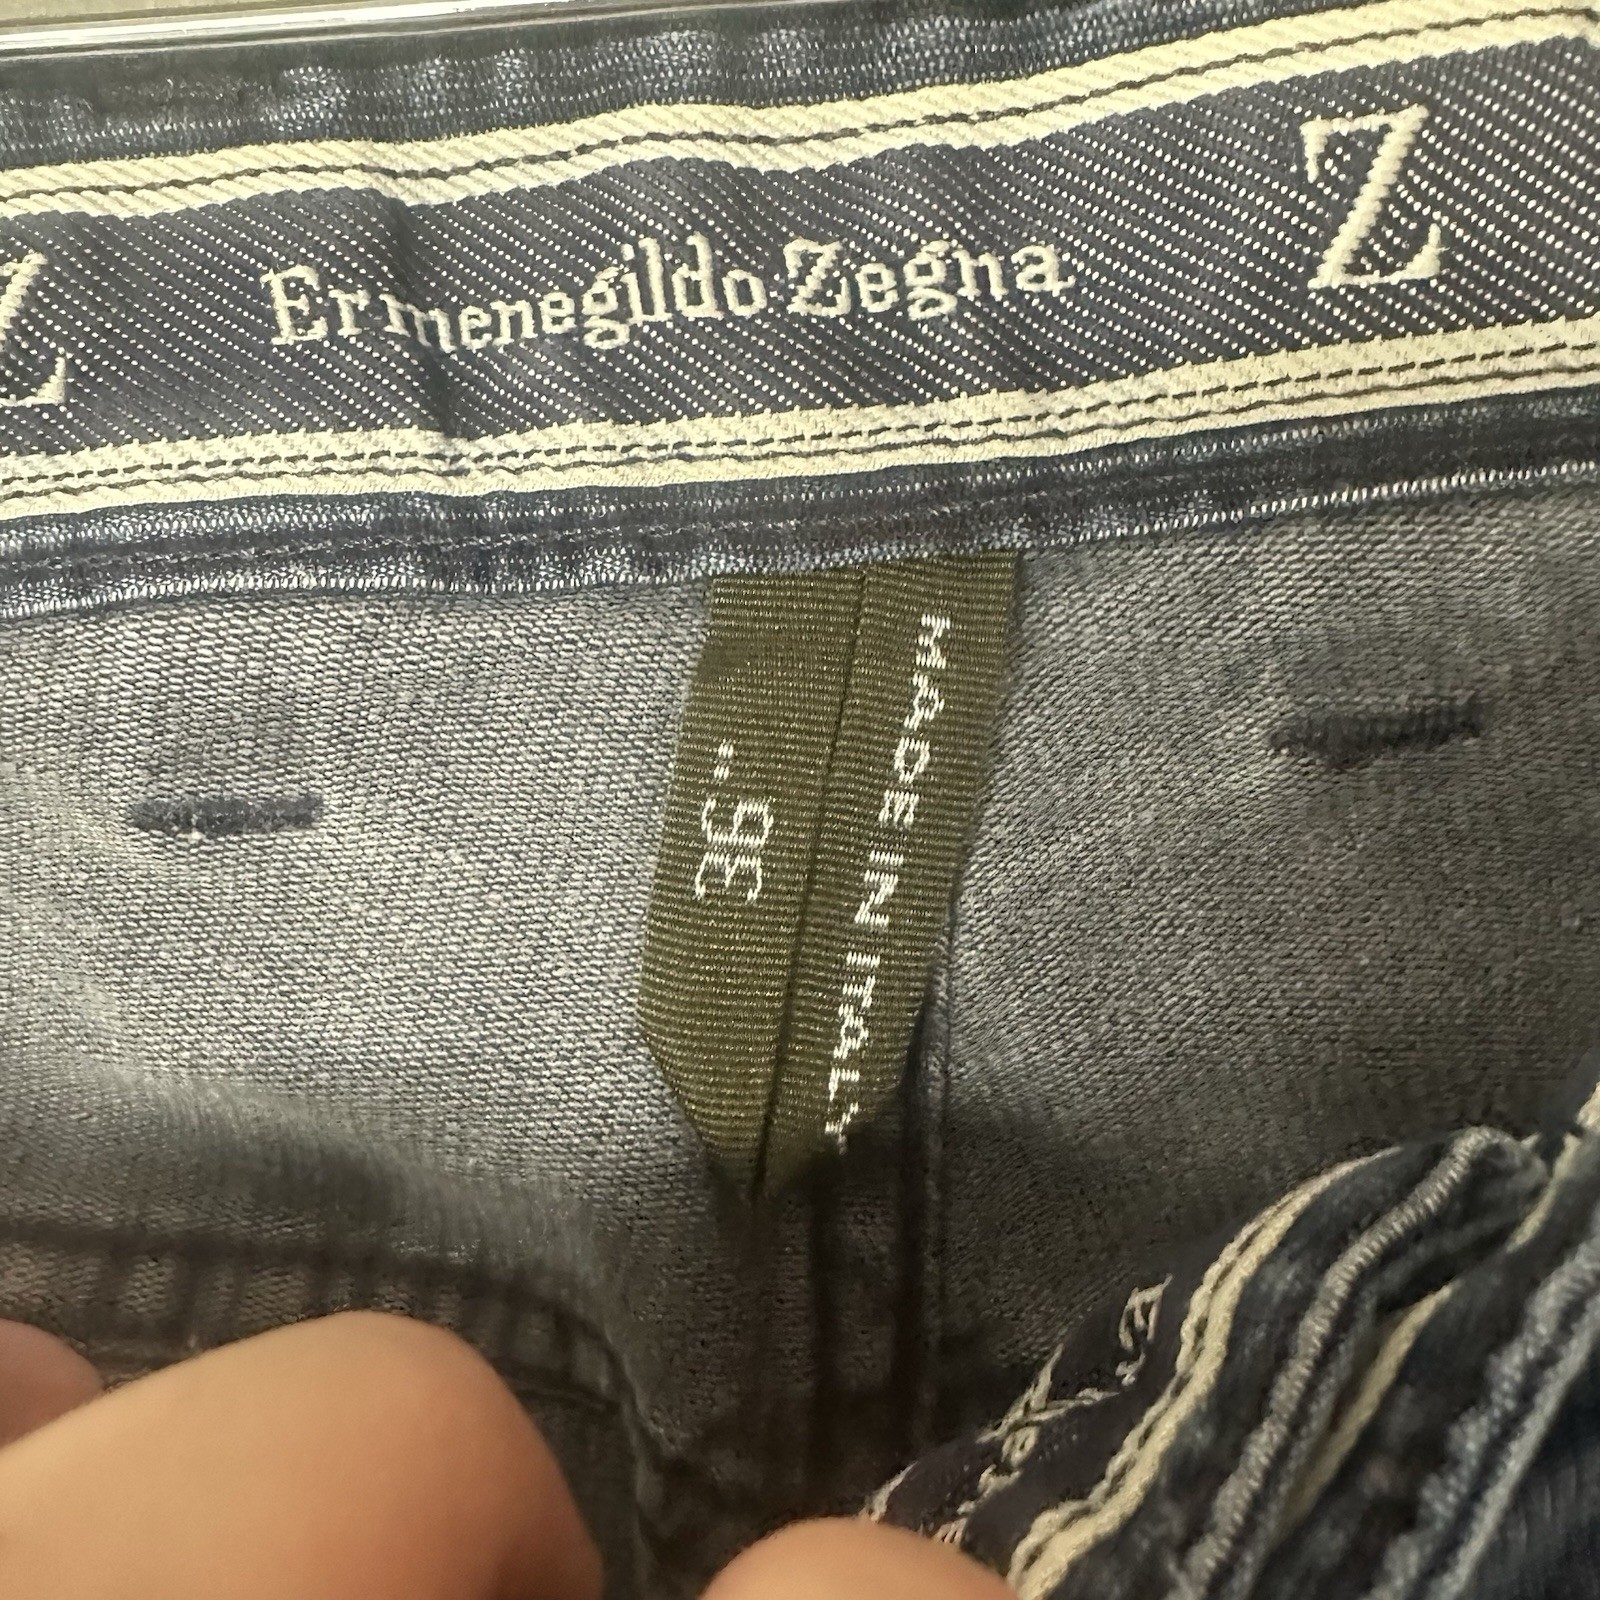 Z Ermenegildo Zegna Z
36"
MADE IN ITALY